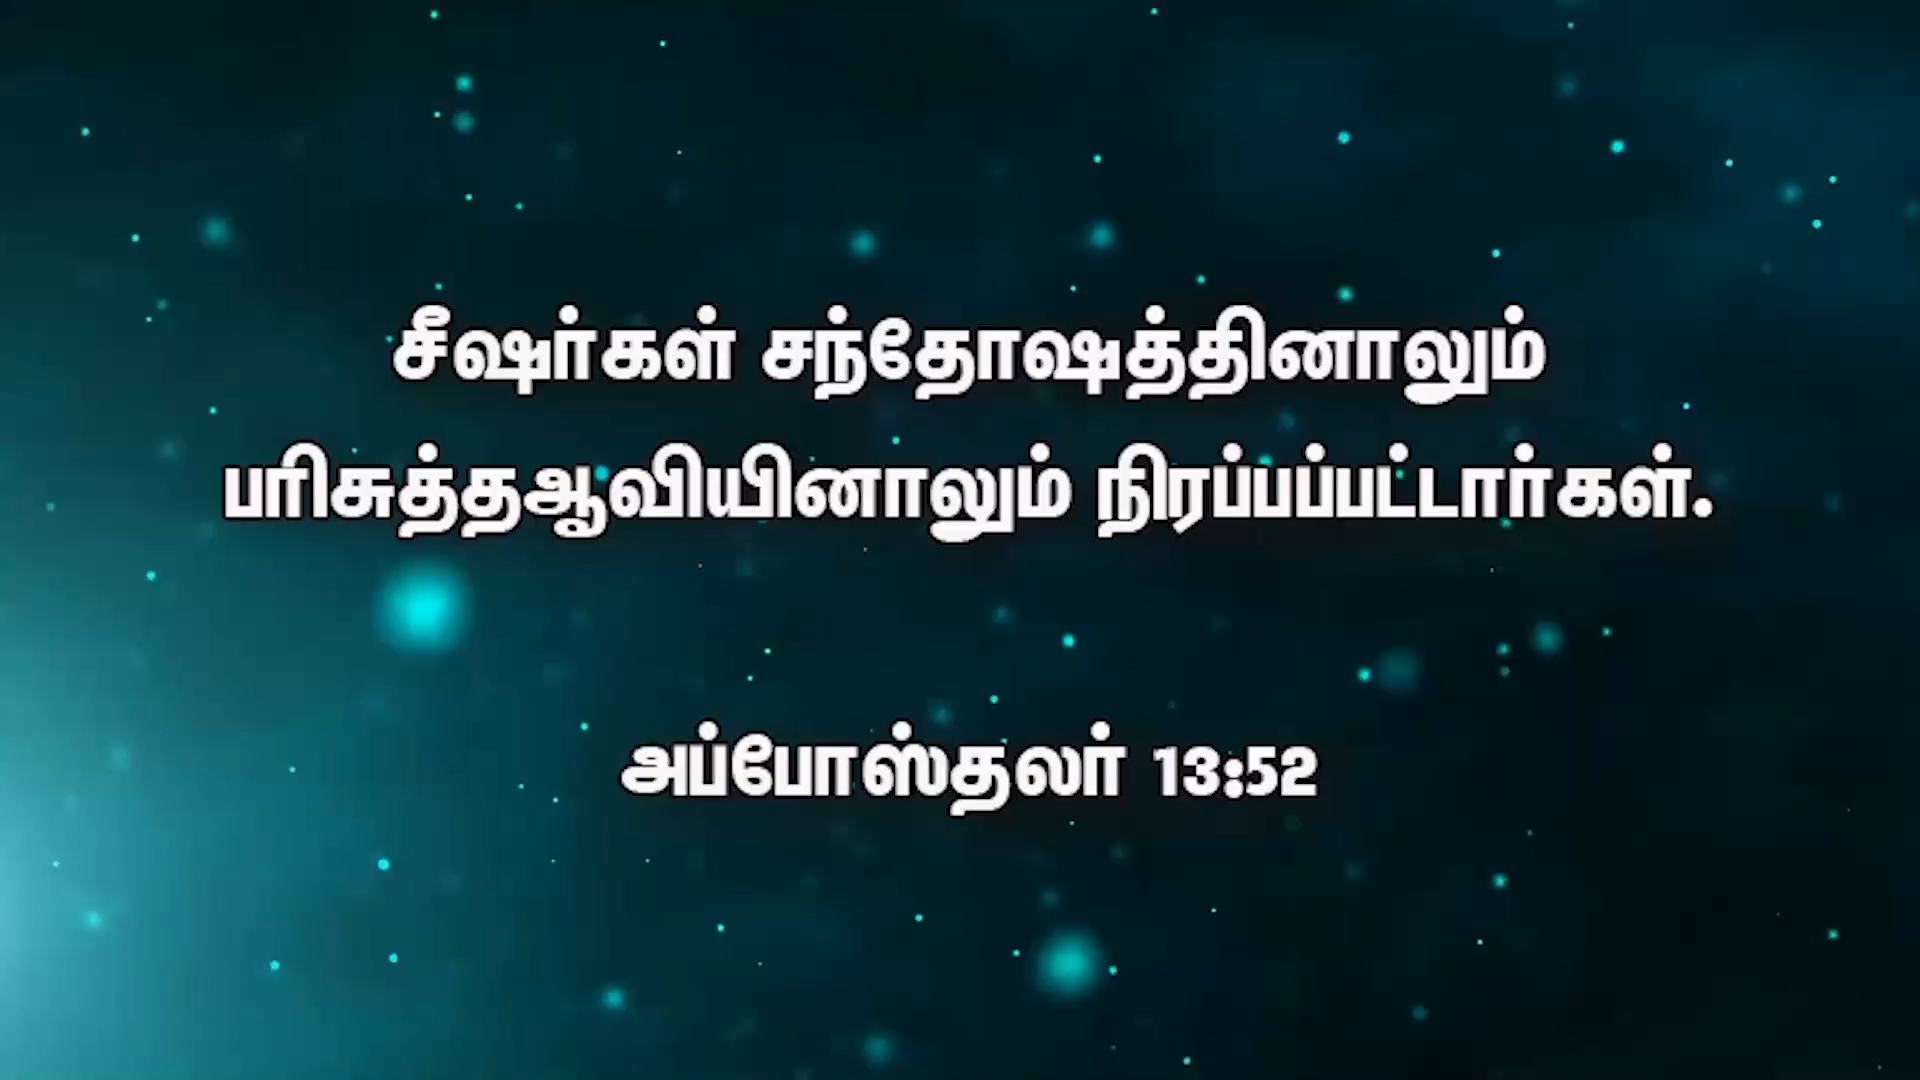 சீஷர்கள் சந்தோஷத்தினாலும்
பரிசுத்தஆவியினாலும் நிரப்பப்பட்டார்கள்.
அப்போஸ்தலர் 13:52